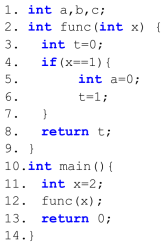 1. int a,b,c;
2. int func(int x) {
3.   int t=0;
4.   if(x==1){
5.       int a=0;
6.       t=1;
7.   }
8.   return t;
9. }
10.int main(){
11.  int x=2;
12.  func(x);
13.  return 0;
14.}